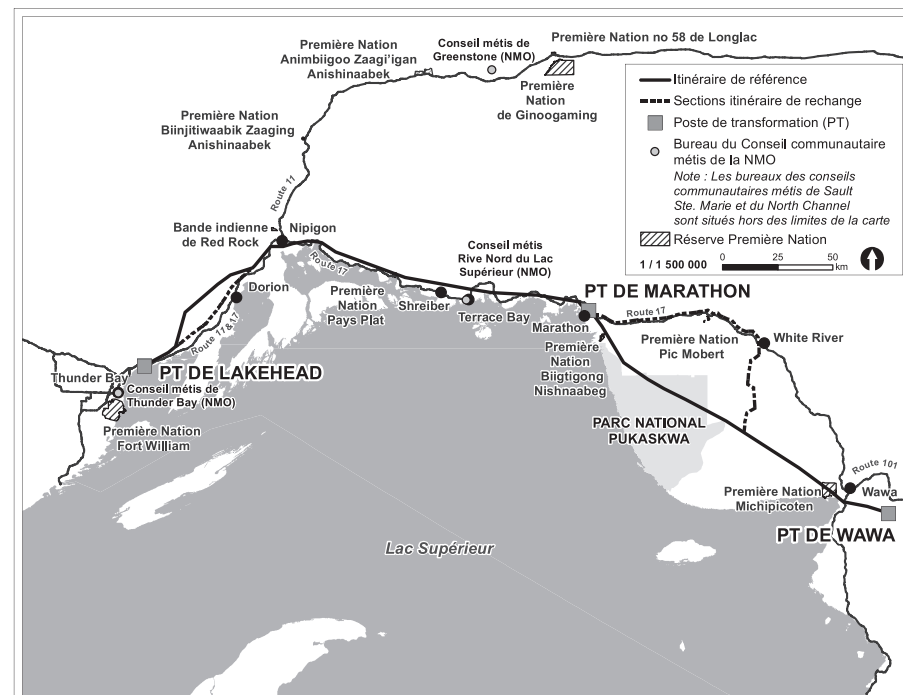 Première Nation no 58 de Longlac
Première Nation
Animbiigoo Zaagi'igan
Anishinaabek
Conseil métis de
Greenstone (NMO)
Première
Nation
de Ginoogaming
Première Nation
Biinjitiwaabik Zaaging
Anishinaabek
Itinéraire de référence
Sections itinéraire de rechange
Poste de transformation (PT)
Bureau du Conseil communautaire
métis de la NMO
Note : Les bureaux des conseils
communautaires métis de Sault
Ste. Marie et du North Channel
sont situés hors des limites de la carte
Réserve Première Nation
1 / 1 500 000
0 25 50
km
Route 11
Bande indienne
de Red Rock
Nipigon
Route 17
Conseil métis
Rive Nord du Lac
Supérieur (NMO)
Dorion
Première
Nation
Pays Plat
Shreiber
Terrace Bay
PT DE MARATHON
Marathon
Route 17
Première Nation
Pic Mobert
White River
Route 11
& 17
Première
Nation
Biigtigong
Nishnaabeg
PT DE LAKEHEAD
Thunder Bay
Conseil métis de
Thunder Bay (NMO)
Première Nation
Fort William
PARC NATIONAL
PUKASKWA
Route 101
Première Nation
Michipicoten
Wawa
PT DE WAWA
Lac Supérieur